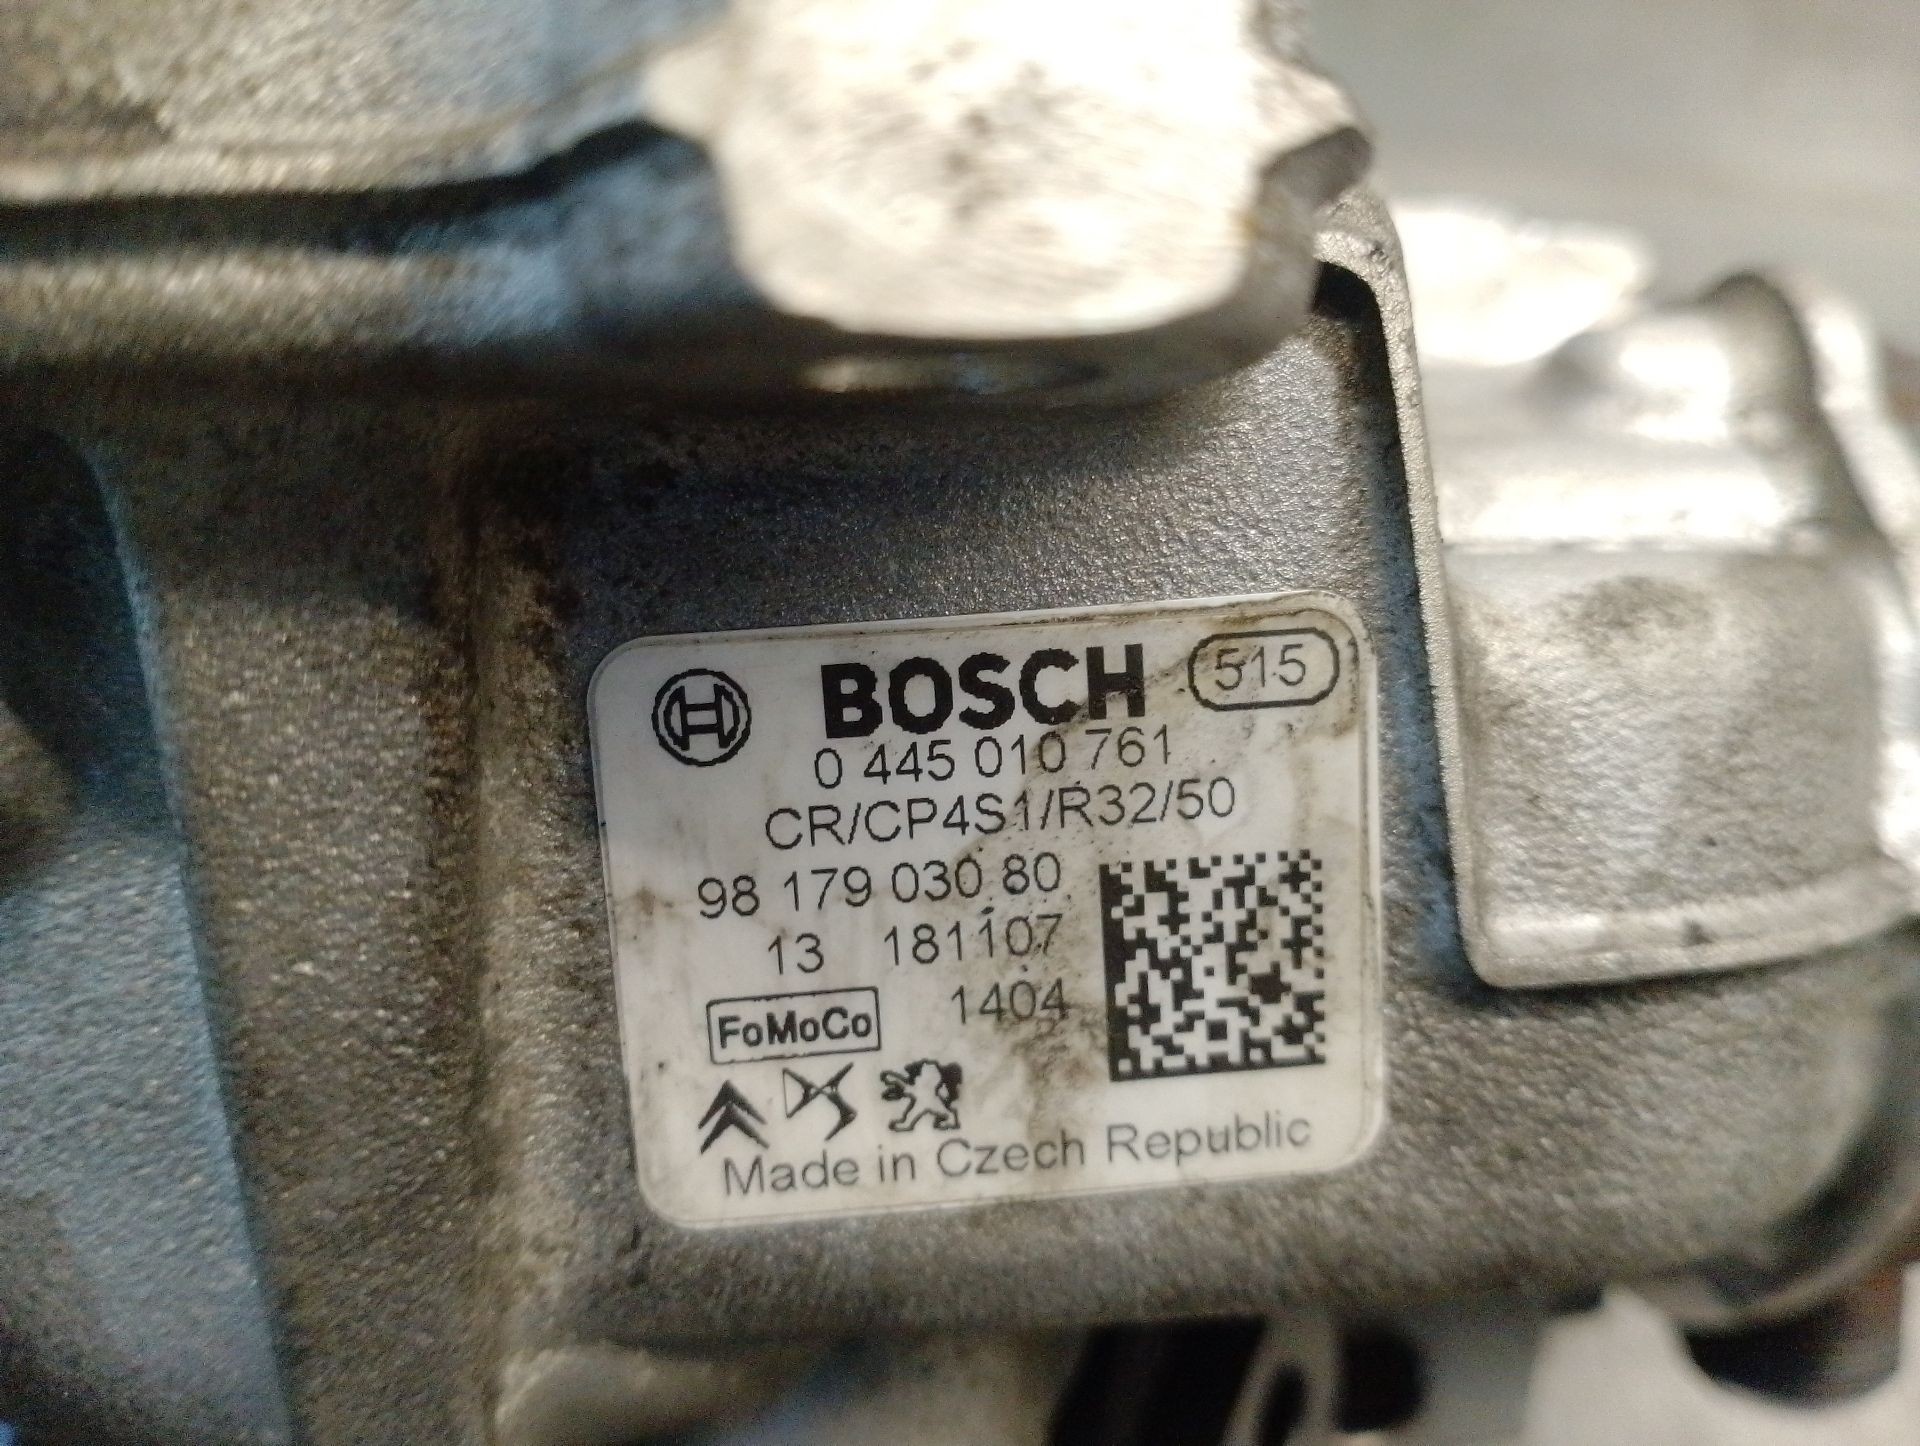 BOSCH 515
0 445 010 761
CR/CP4S1/R32/50
98 179 030 80
13 181107
1404
FoMoCo
Made in Czech Republic